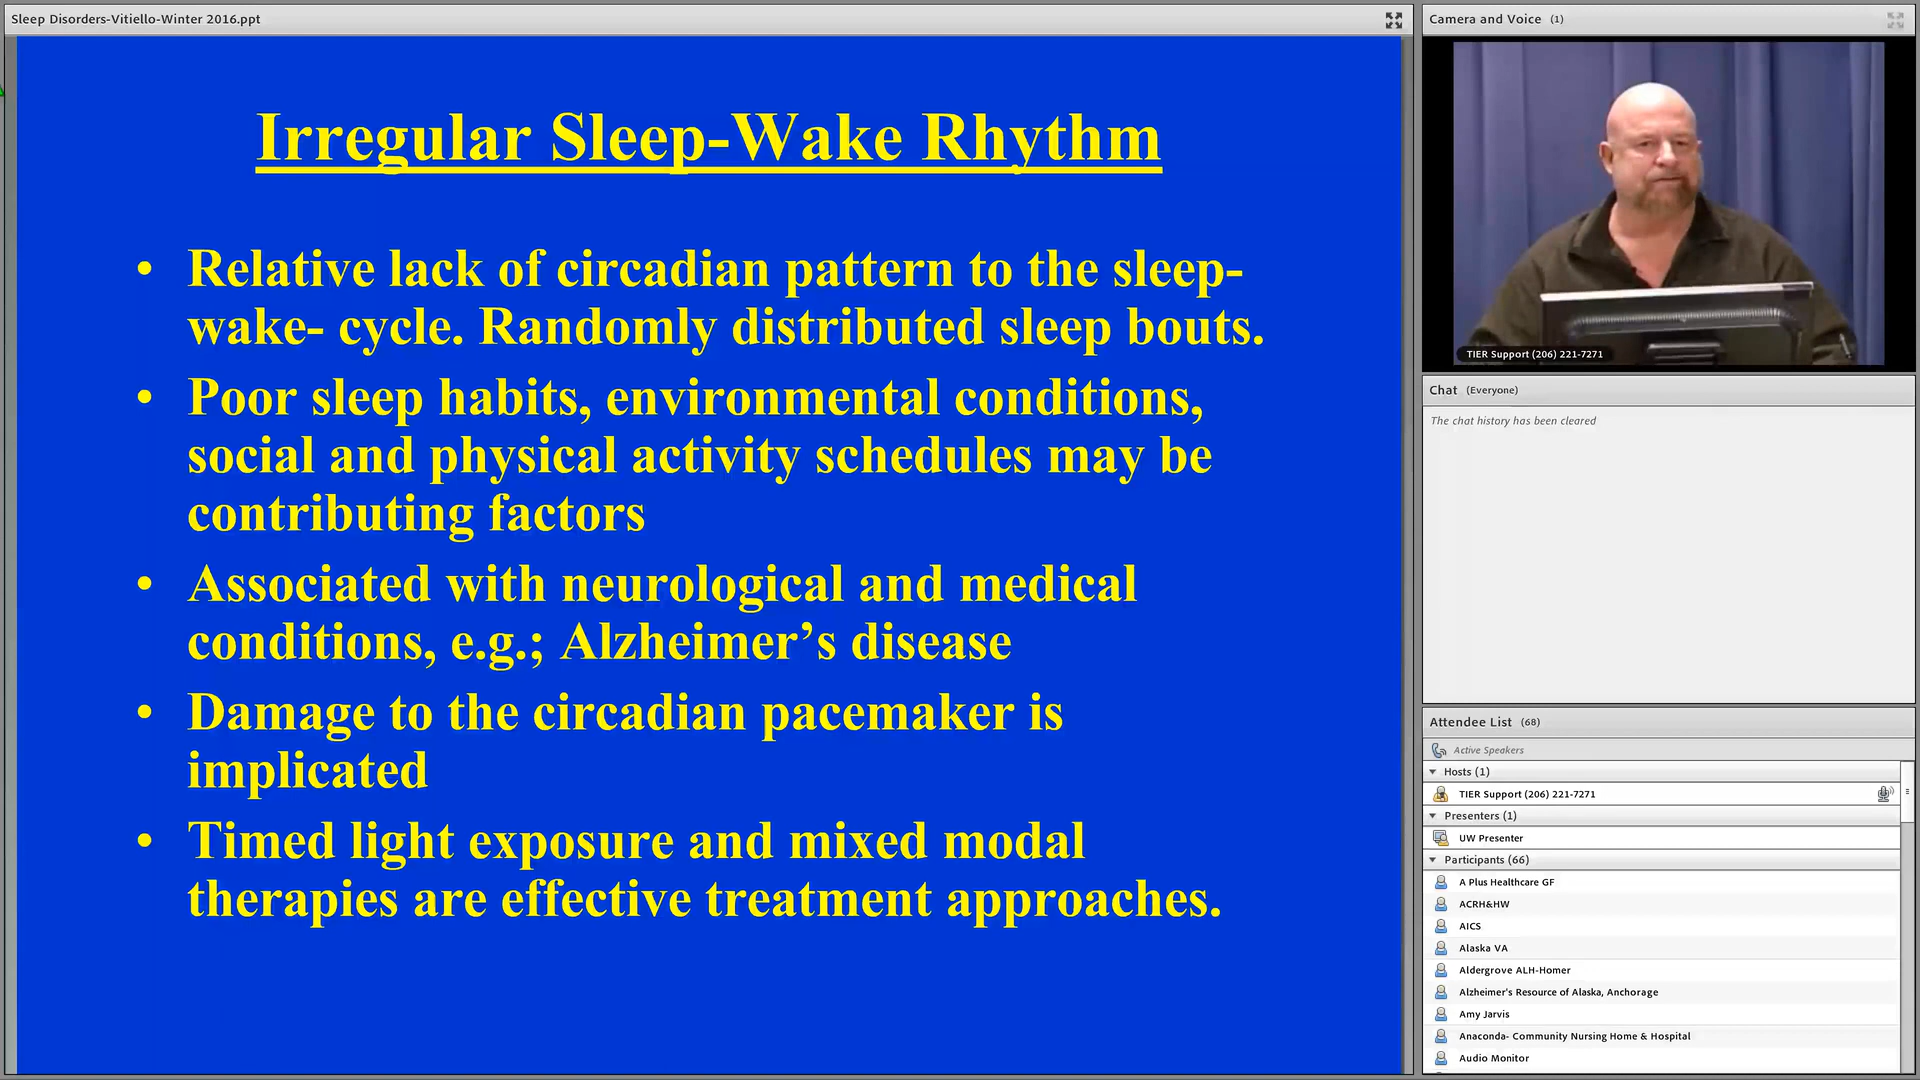 Sleep Disorders-Vitiello-Winter 2016.ppt
Irregular Sleep-Wake Rhythm
• Relative lack of circadian pattern to the sleep-
wake- cycle. Randomly distributed sleep bouts.
• Poor sleep habits, environmental conditions,
social and physical activity schedules may be
contributing factors
• Associated with neurological and medical
conditions, e.g.; Alzheimer’s disease
• Damage to the circadian pacemaker is
implicated
• Timed light exposure and mixed modal
therapies are effective treatment approaches.
Camera and Voice (1)
TIER Support (206) 221-7271
Chat (Everyone)
The chat history has been cleared
Attendee List (68)
Active Speakers
Hosts (1)
TIER Support (206) 221-7271
Presenters (1)
UW Presenter
Participants (66)
A Plus Healthcare GF
ACRH&HW
AICS
Alaska VA
Aldergrove ALH-Homer
Alzheimer's Resource of Alaska, Anchorage
Amy Jarvis
Anaconda- Community Nursing Home & Hospital
Audio Monitor